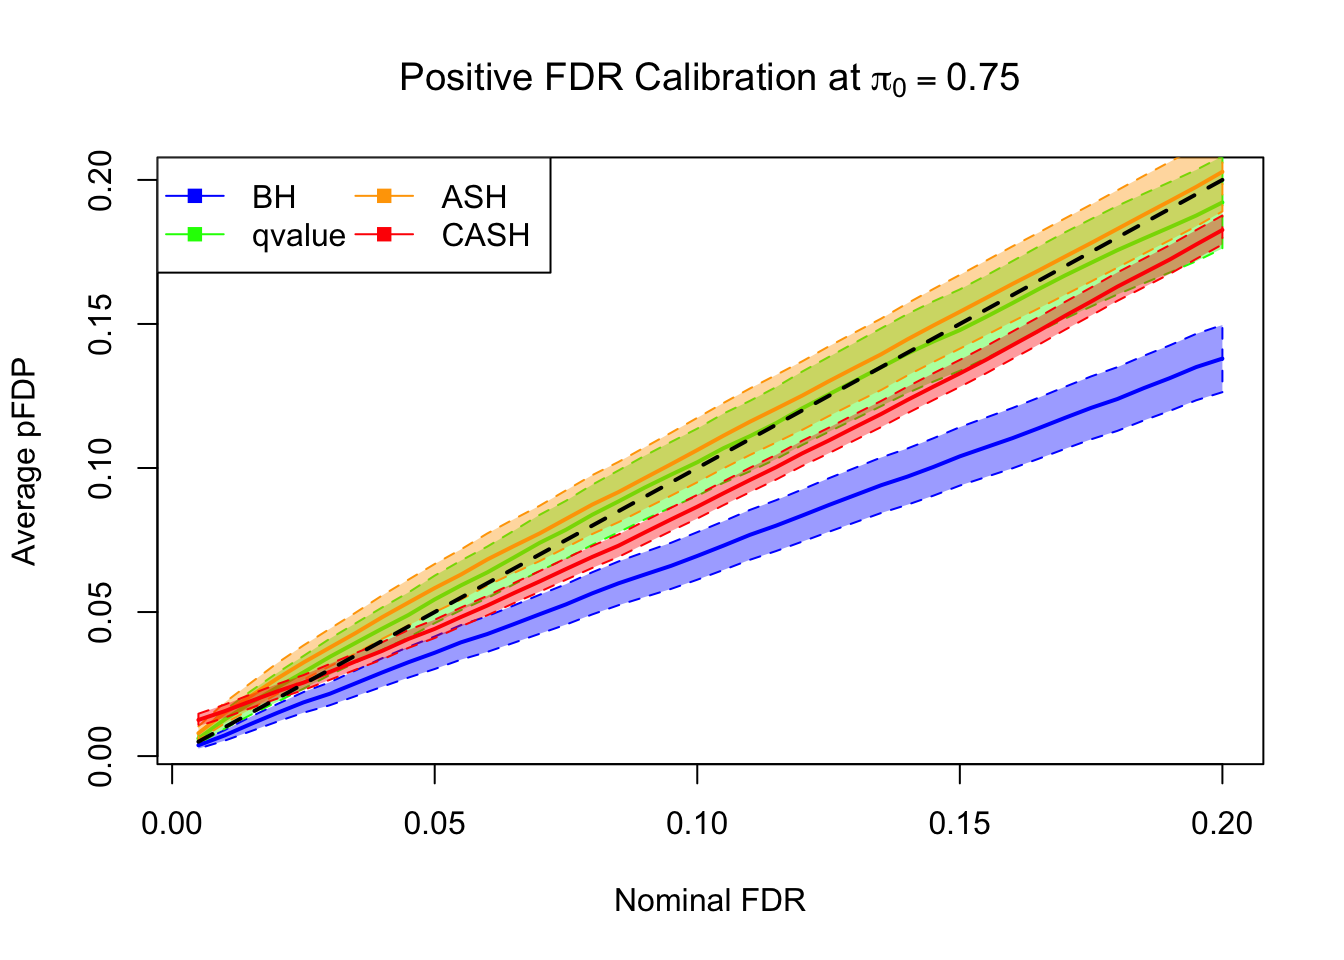 Positive FDR Calibration at π₀ = 0.75
BH ASH
qvalue CASH
Average pFDP
0.20
0.15
0.10
0.05
0.00
0.00 0.05 0.10 0.15 0.20
Nominal FDR